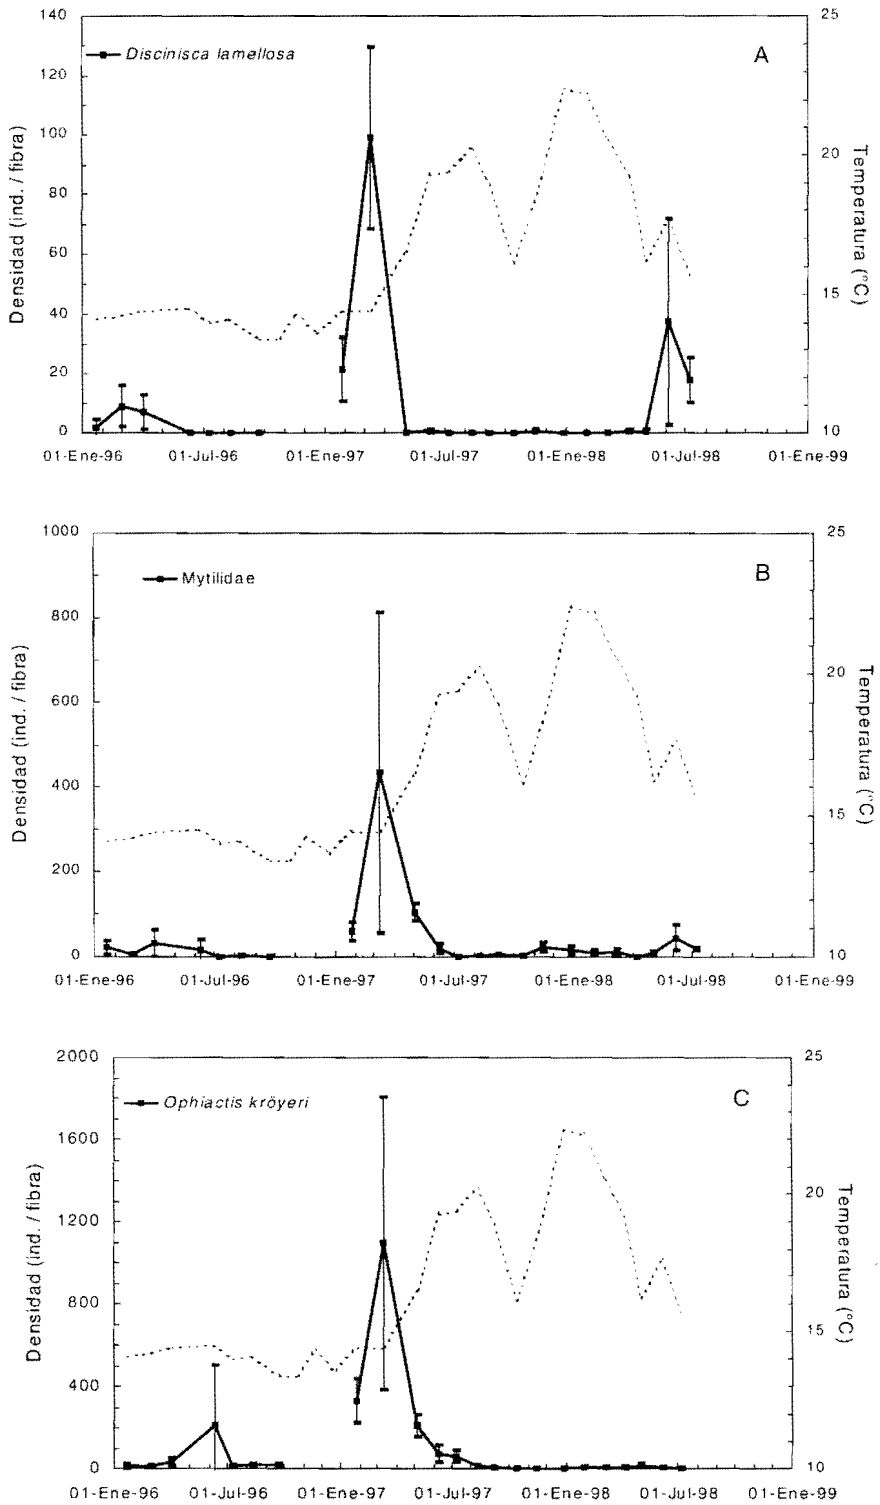 Discinisca lamellosa
A
Densidad (ind. / fibra)
140
120
100
80
60
40
20
0
Temperatura (°C)
25
20
15
10
01-Ene-96 01-Jul-96 01-Ene-97 01-Jul-97 01-Ene-98 01-Jul-98 01-Ene-99
Mytilidae
B
Densidad (ind. / fibra)
1000
800
600
400
200
0
Temperatura (°C)
25
20
15
10
01-Ene-96 01-Jul-96 01-Ene-97 01-Jul-97 01-Ene-98 01-Jul-98 01-Ene-99
Ophiactis kröyeri
C
Densidad (ind. / fibra)
2000
1600
1200
800
400
0
Temperatura (°C)
25
20
15
10
01-Ene-96 01-Jul-96 01-Ene-97 01-Jul-97 01-Ene-98 01-Jul-98 01-Ene-99